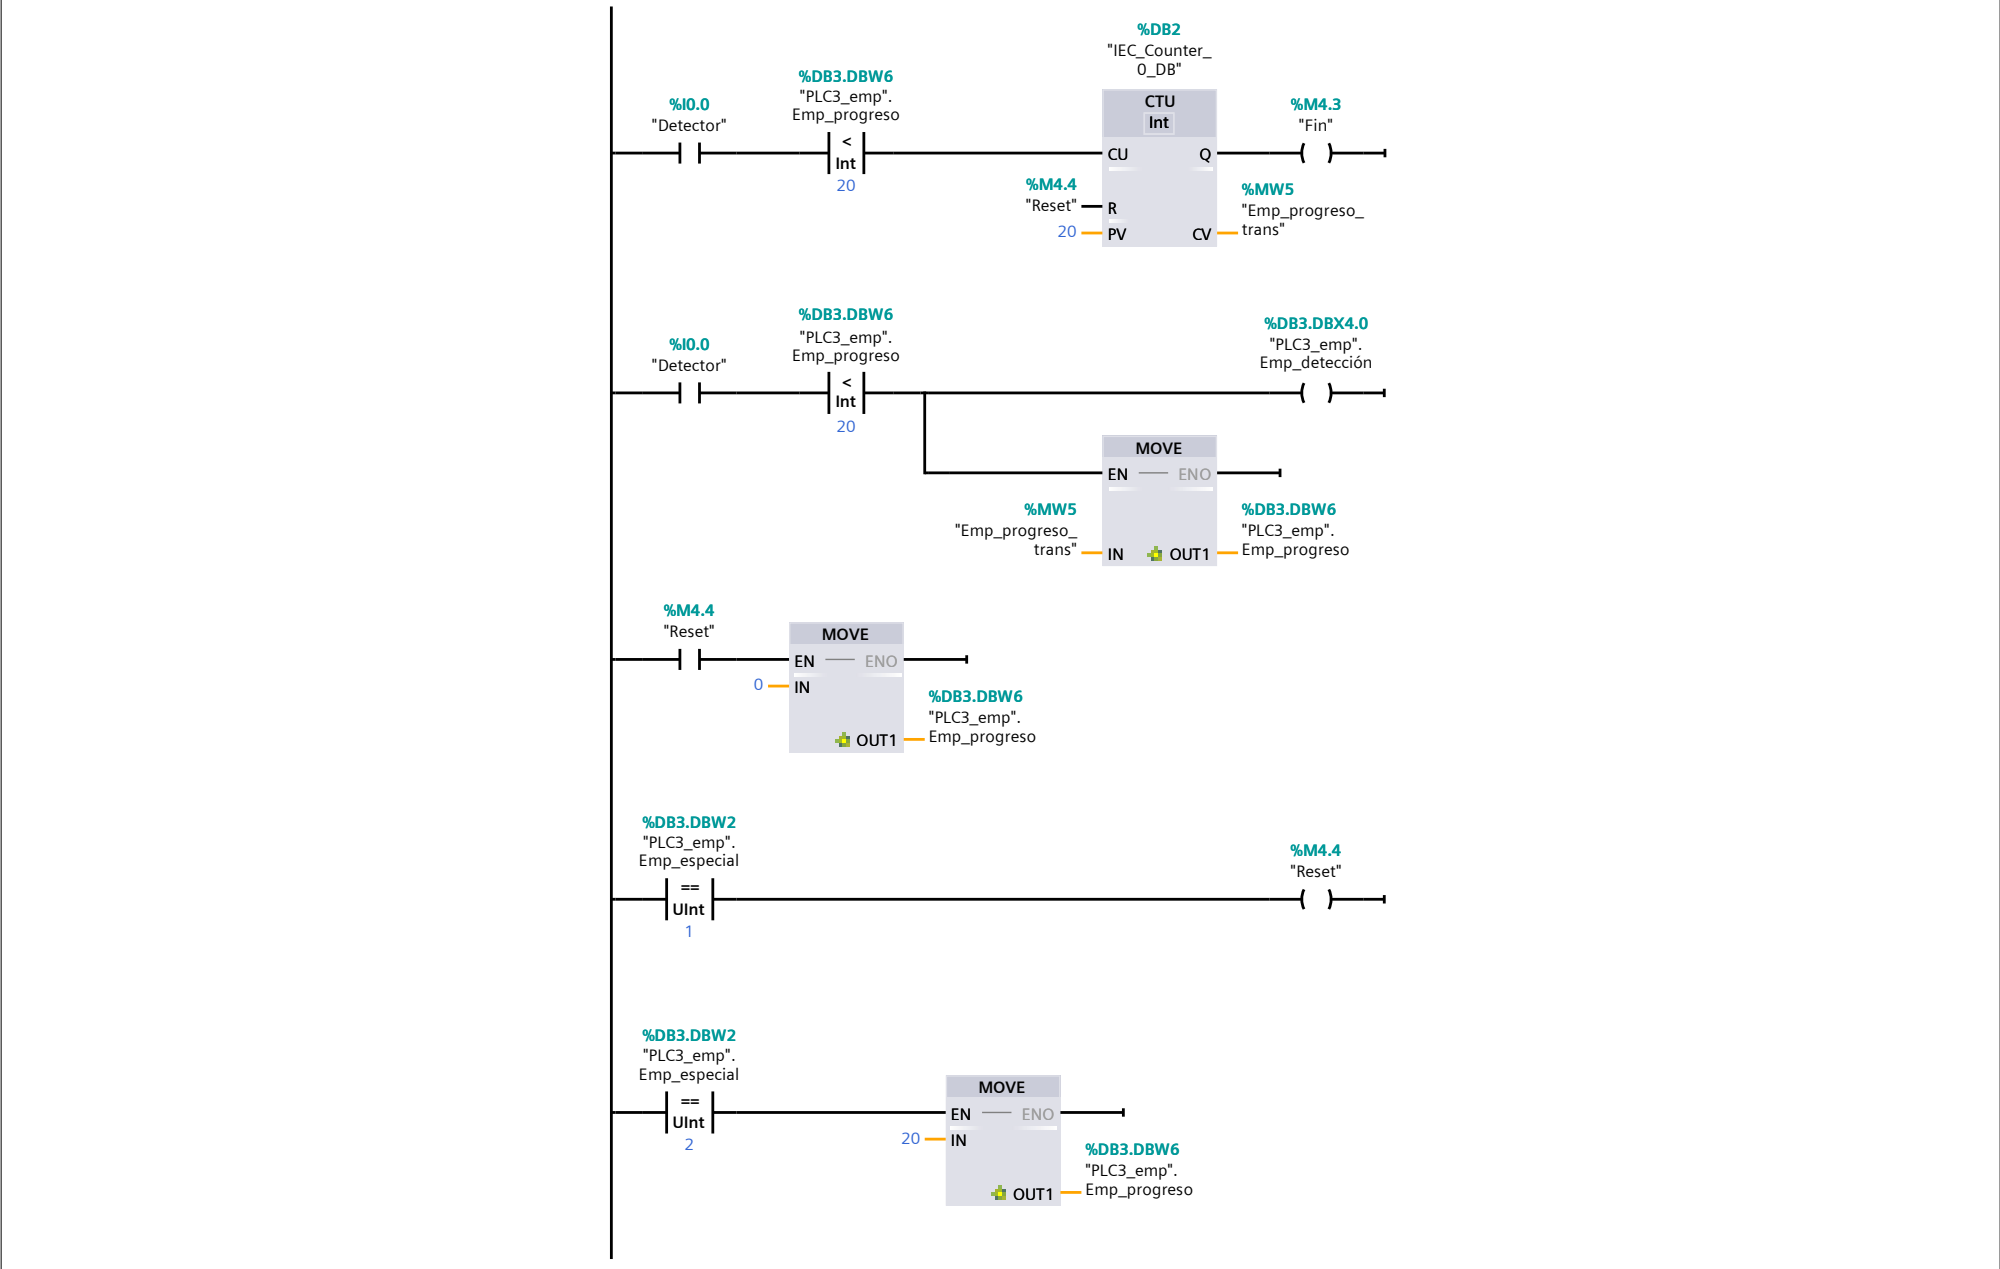 %DB2
"IEC_Counter_
0_DB"
%DB3.DBW6
"PLC3_emp".
Emp_progreso
%I0.0
"Detector"
<
Int
20
CTU
Int
CU
Q
%M4.3
"Fin"
%M4.4
"Reset"
R
20
PV
CV
%MW5
"Emp_progreso_
trans"
%DB3.DBW6
"PLC3_emp".
Emp_progreso
%I0.0
"Detector"
<
Int
20
%DB3.DBX4.0
"PLC3_emp".
Emp_detección
MOVE
EN
ENO
%MW5
"Emp_progreso_
trans"
IN
OUT1
%DB3.DBW6
"PLC3_emp".
Emp_progreso
%M4.4
"Reset"
MOVE
EN
ENO
0
IN
OUT1
%DB3.DBW6
"PLC3_emp".
Emp_progreso
%DB3.DBW2
"PLC3_emp".
Emp_especial
==
UInt
1
%M4.4
"Reset"
%DB3.DBW2
"PLC3_emp".
Emp_especial
==
UInt
2
MOVE
EN
ENO
20
IN
OUT1
%DB3.DBW6
"PLC3_emp".
Emp_progreso